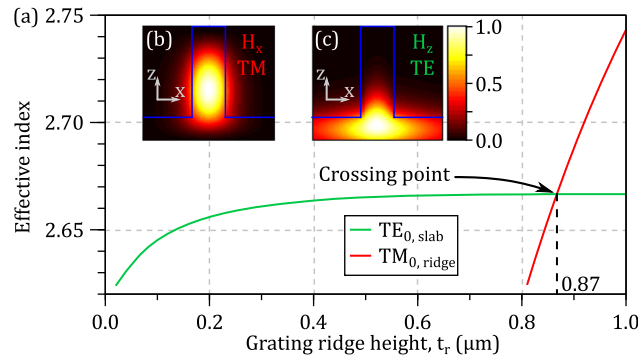 (a)
2.75
2.70
2.65
Effective index
(b)
Hx
TM
z
x
(c)
Hz
TE
z
x
1.0
0.5
0.0
Crossing point
TE0, slab
TM0, ridge
0.87
0.0
0.2
0.4
0.6
0.8
1.0
Grating ridge height, tr (μm)